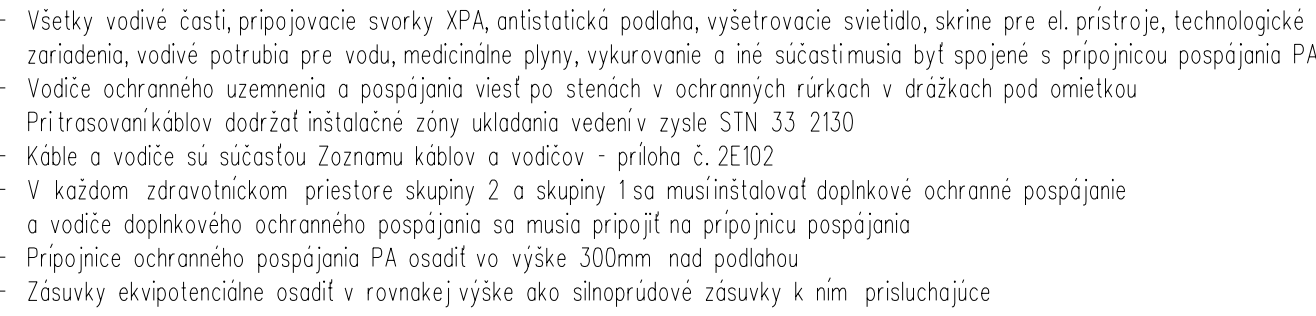 - Všetky vodivé časti, pripojovacie svorky XPA, antistatická podlaha, vyšetrovacie svietidlo, skrine pre el. prístroje, technologické
zariadenia, vodivé potrubia pre vodu, medicinálne plyny, vykurovanie a iné súčasti musia byť spojené s prípojnicou pospájania PA
- Vodiče ochranného uzemnenia a pospájania viesť po stenách v ochranných rúrkach v drážkach pod omietkou
Pri trasovaní káblov dodržať inštalačné zóny ukladania vedení v zysle STN 33 2130
- Káble a vodiče sú súčasťou Zoznamu káblov a vodičov - príloha č. 2E102
- V každom zdravotníckom priestore skupiny 2 a skupiny 1 sa musí inštalovať doplnkové ochranné pospájanie
a vodiče doplnkového ochranného pospájania sa musia pripojiť na prípojnicu pospájania
- Prípojnice ochranného pospájania PA osadiť vo výške 300mm nad podlahou
- Zásuvky ekvipotenciálne osadiť v rovnakej výške ako silnoprúdové zásuvky k ním prisluchajúce